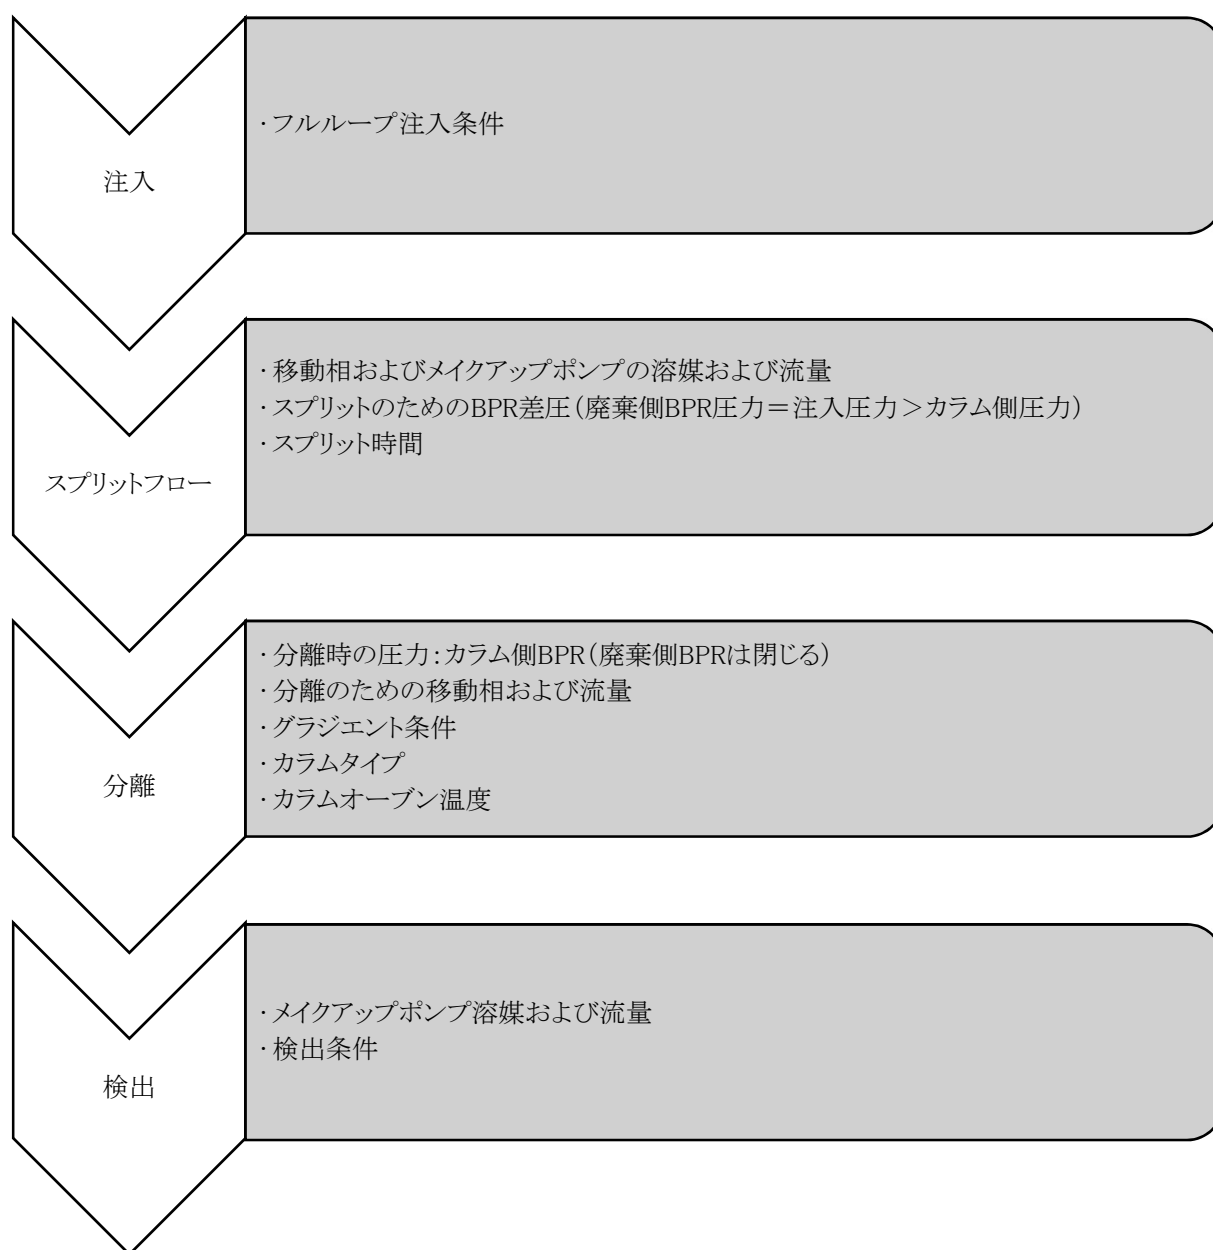 注入
・フルループ注入条件
スプリットフロー
・移動相およびメイクアップポンプの溶媒および流量
・スプリットのためのBPR差圧(廃棄側BPR圧力=注入圧力>カラム側圧力)
・スプリット時間
分離
・分離時の圧力:カラム側BPR(廃棄側BPRは閉じる)
・分離のための移動相および流量
・グラジエント条件
・カラムタイプ
・カラムオーブン温度
検出
・メイクアップポンプ溶媒および流量
・検出条件